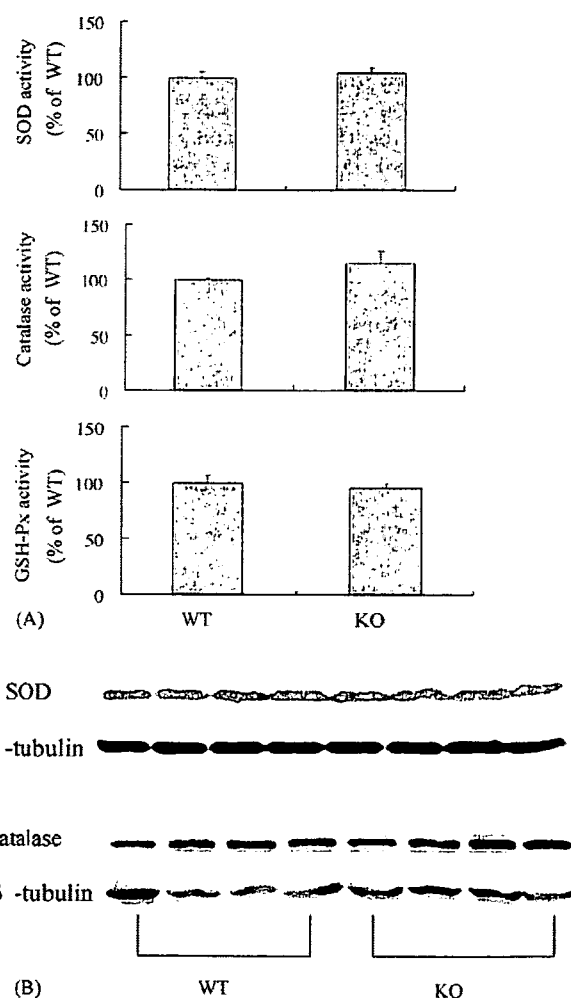 SOD activity
(% of WT)
150
100
50
0
Catalase activity
(% of WT)
150
100
50
0
GSH-Px activity
(% of WT)
150
100
50
0
(A)
WT
KO
SOD
-tubulin
atalase
-tubulin
(B)
WT
KO